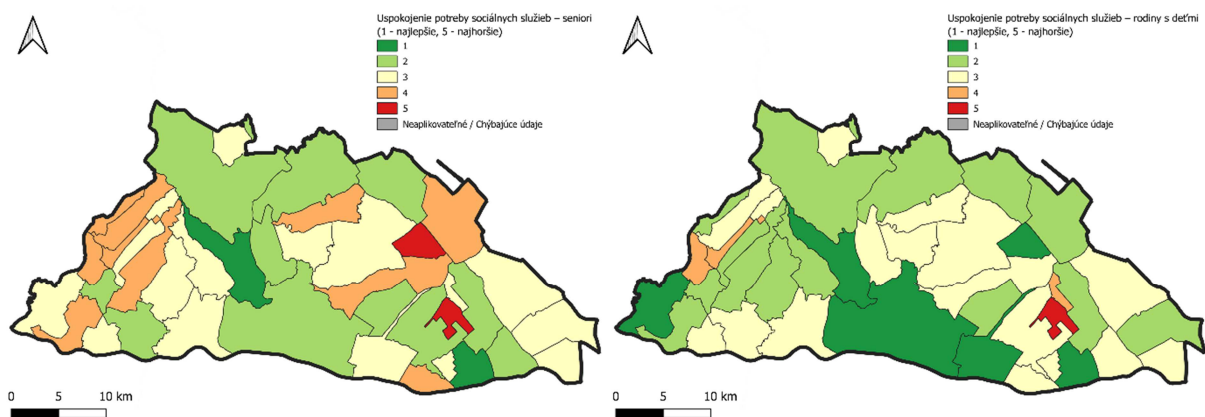 Uspokojenie potreby sociálnych služieb – seniori
(1 - najlepšie, 5 - najhoršie)
1
2
3
4
5
Neaplikovateľné / Chýbajúce údaje
0 5 10 km
Uspokojenie potreby sociálnych služieb – rodiny s deťmi
(1 - najlepšie, 5 - najhoršie)
1
2
3
4
5
Neaplikovateľné / Chýbajúce údaje
0 5 10 km